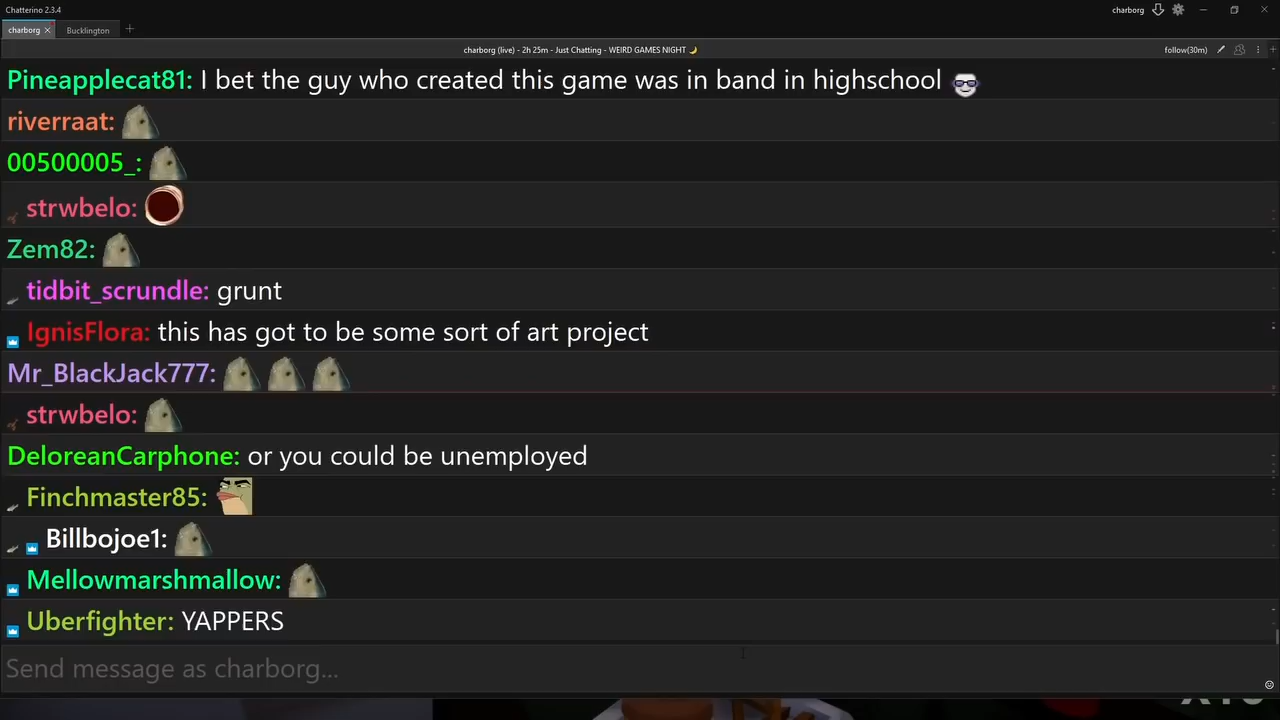 Chatterino 2.3.4
charborg
charborg
Bucklington
charborg (live) - 2h 25m - Just Chatting - WEIRD GAMES NIGHT 🌙
follow(30m)
Pineapplecat81: I bet the guy who created this game was in band in highschool
riverraat:
00500005_:
strwbelo:
Zem82:
tidbit_scrundle: grunt
IgnisFlora: this has got to be some sort of art project
Mr_BlackJack777:
strwbelo:
DeloreanCarphone: or you could be unemployed
Finchmaster85:
Billbojoe1:
Mellowmarshmallow:
Uberfighter: YAPPERS
Send message as charborg...